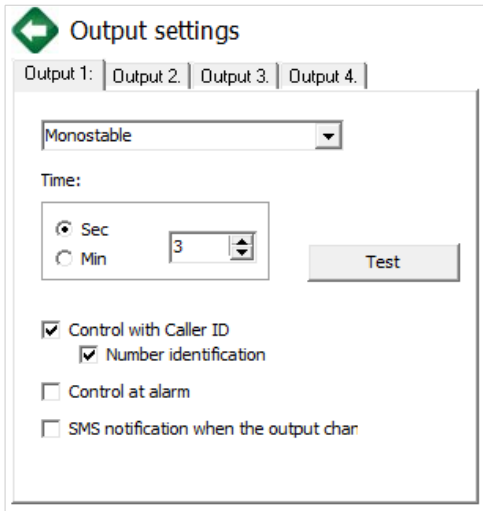 Output settings
Output 1: Output 2. Output 3. Output 4.
Monostable
Time:
Sec
3
Min
Test
Control with Caller ID
Number identification
Control at alarm
SMS notification when the output chan